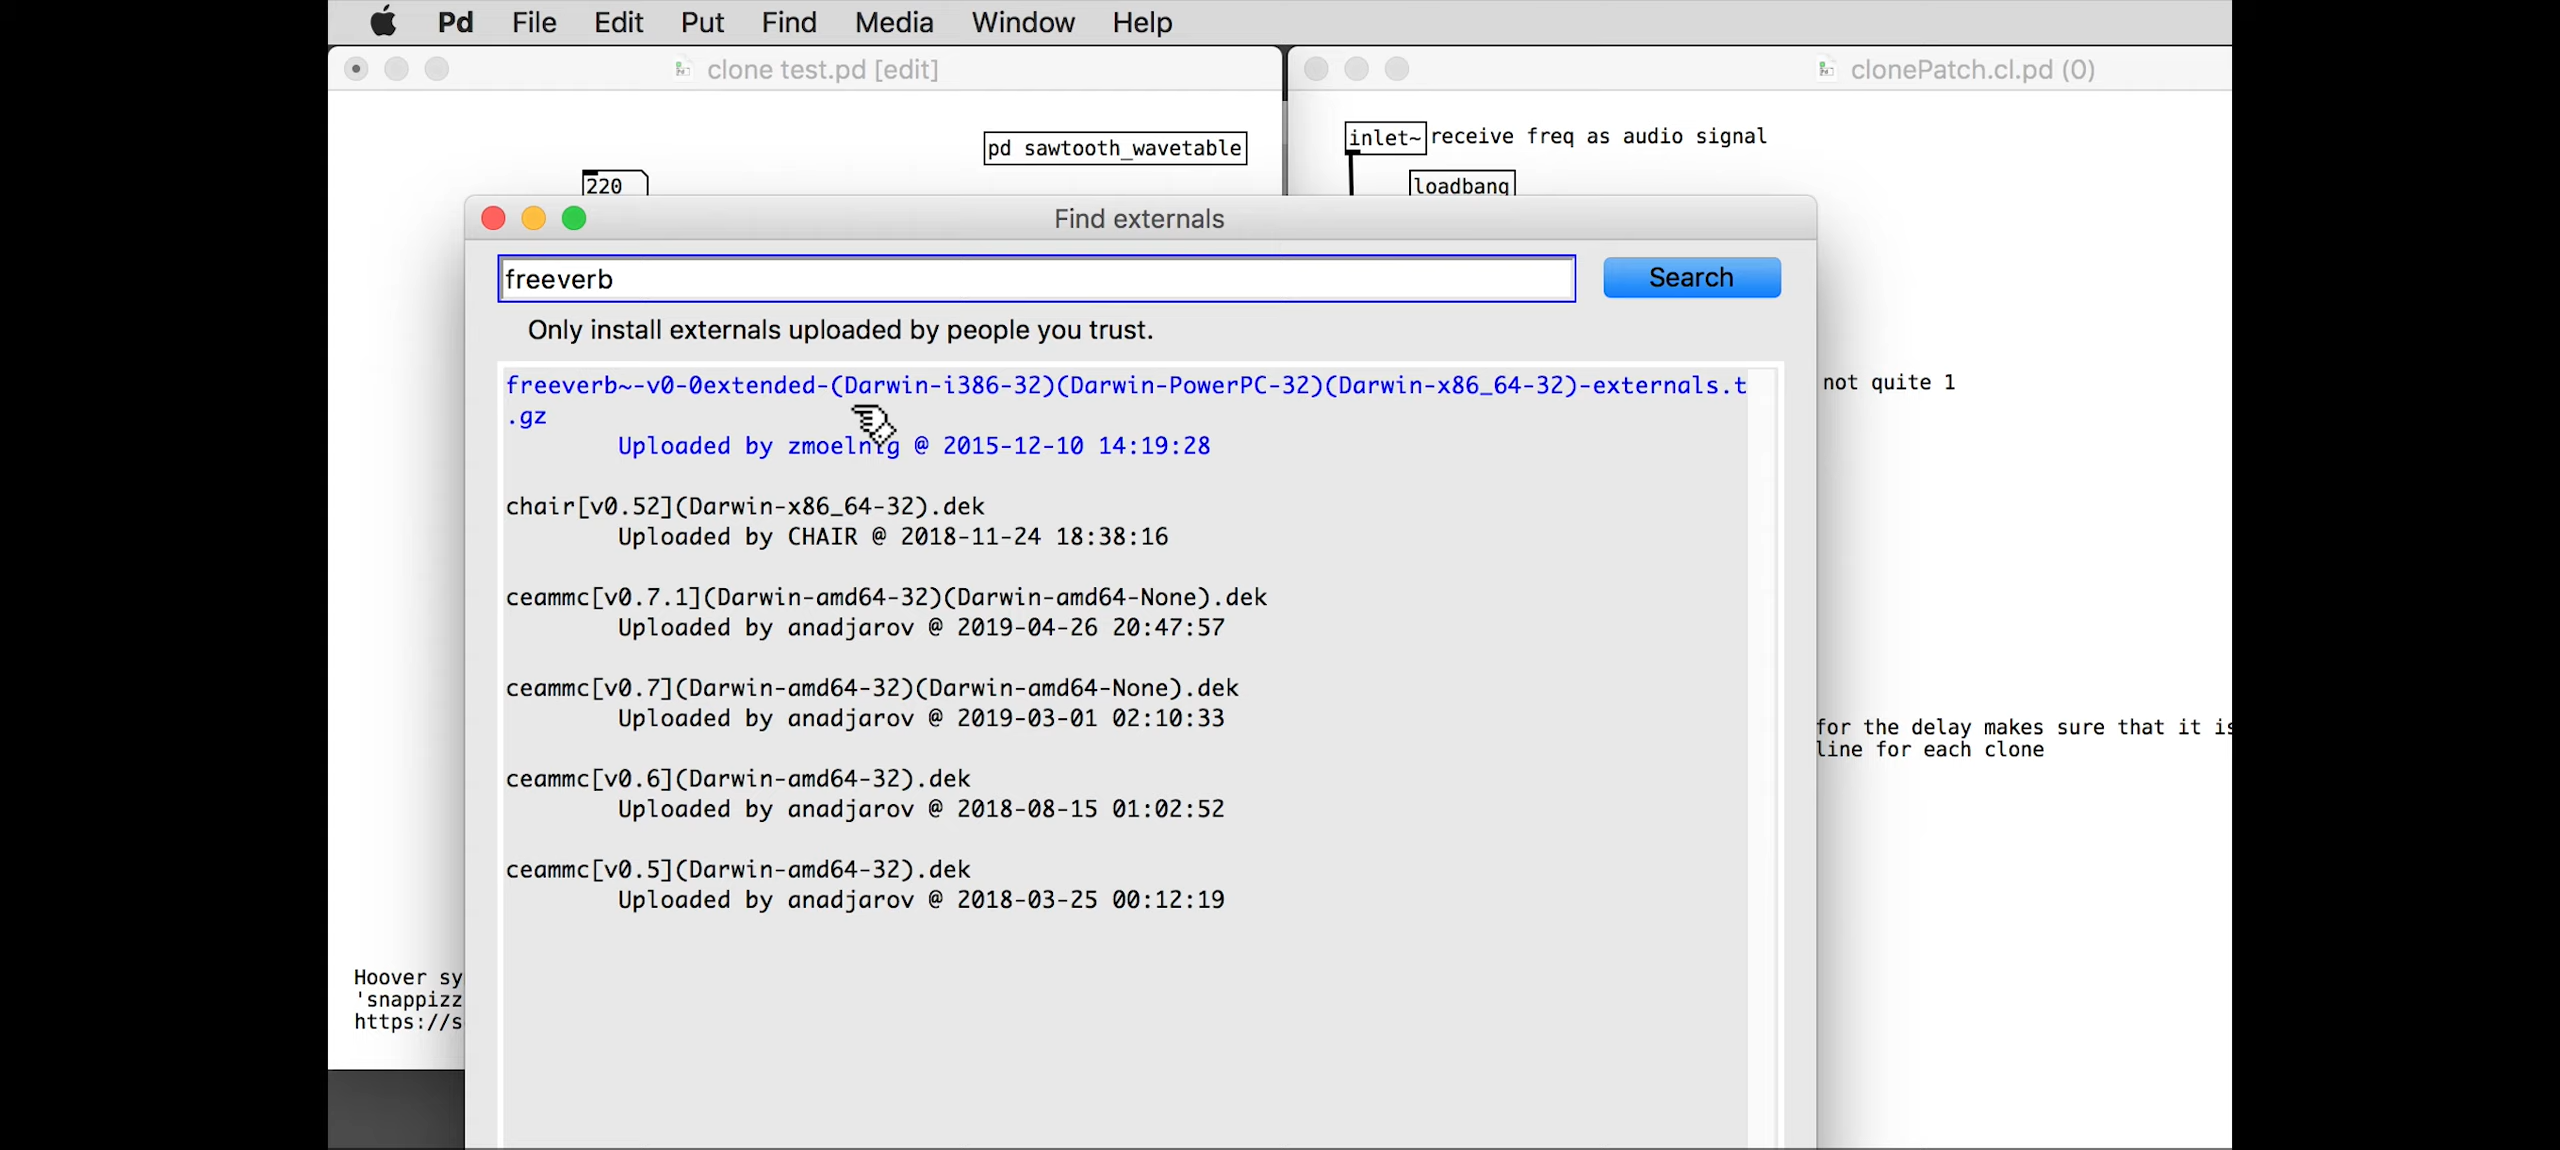 Pd File Edit Put Find Media Window Help
clone test.pd [edit]
clonePatch.cl.pd (0)
pd sawtooth_wavetable
220
inlet~ receive freq as audio signal
loadbang
Find externals
freeverb
Search
Only install externals uploaded by people you trust.
freeverb~-v0-0extended-(Darwin-i386-32)(Darwin-PowerPC-32)(Darwin-x86_64-32)-externals.t
.gz
Uploaded by zmoelnig @ 2015-12-10 14:19:28
chair[v0.52](Darwin-x86_64-32).dek
Uploaded by CHAIR @ 2018-11-24 18:38:16
ceammc[v0.7.1](Darwin-amd64-32)(Darwin-amd64-None).dek
Uploaded by anadjarov @ 2019-04-26 20:47:57
ceammc[v0.7](Darwin-amd64-32)(Darwin-amd64-None).dek
Uploaded by anadjarov @ 2019-03-01 02:10:33
ceammc[v0.6](Darwin-amd64-32).dek
Uploaded by anadjarov @ 2018-08-15 01:02:52
ceammc[v0.5](Darwin-amd64-32).dek
Uploaded by anadjarov @ 2018-03-25 00:12:19
not quite 1
for the delay makes sure that it is
line for each clone
Hoover sy
'snappizz
https://s